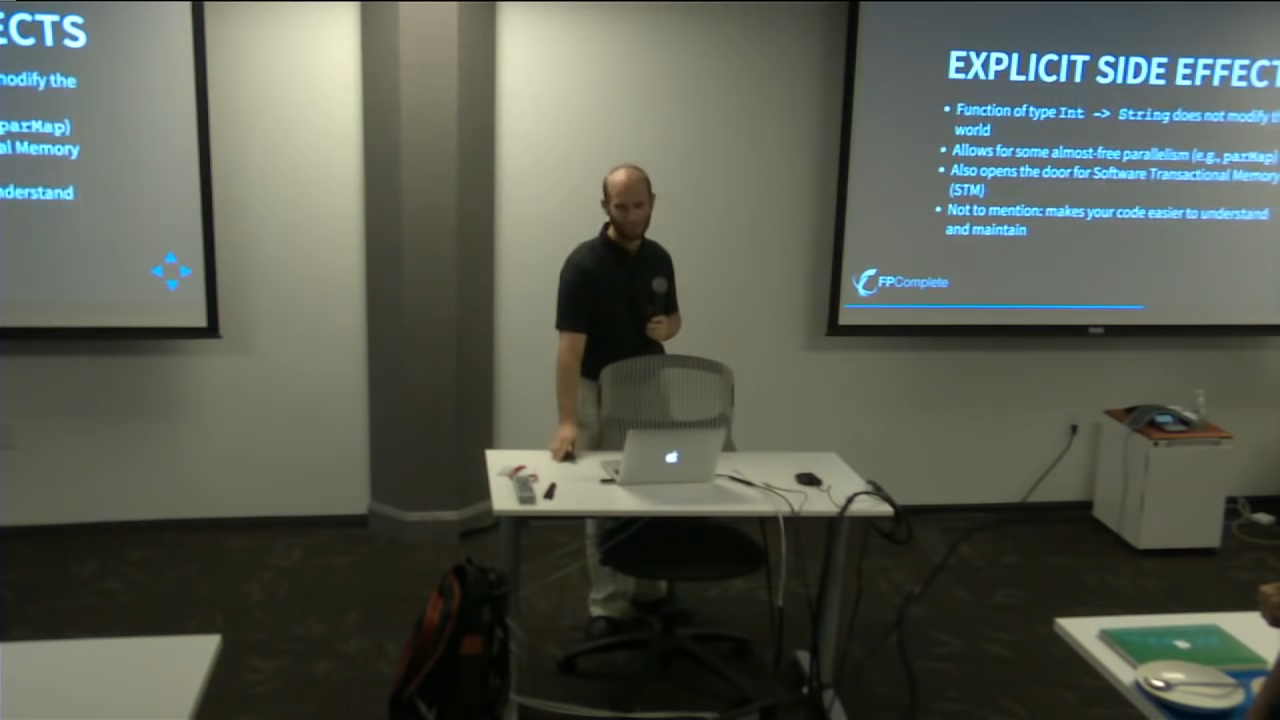 ECTS
modify the
parMap)
al Memory
nderstand
EXPLICIT SIDE EFFECT
• Function of type Int -> String does not modify th
world
• Allows for some almost-free parallelism (e.g., parMap)
• Also opens the door for Software Transactional Memory
(STM)
• Not to mention: makes your code easier to understand
and maintain
FPComplete